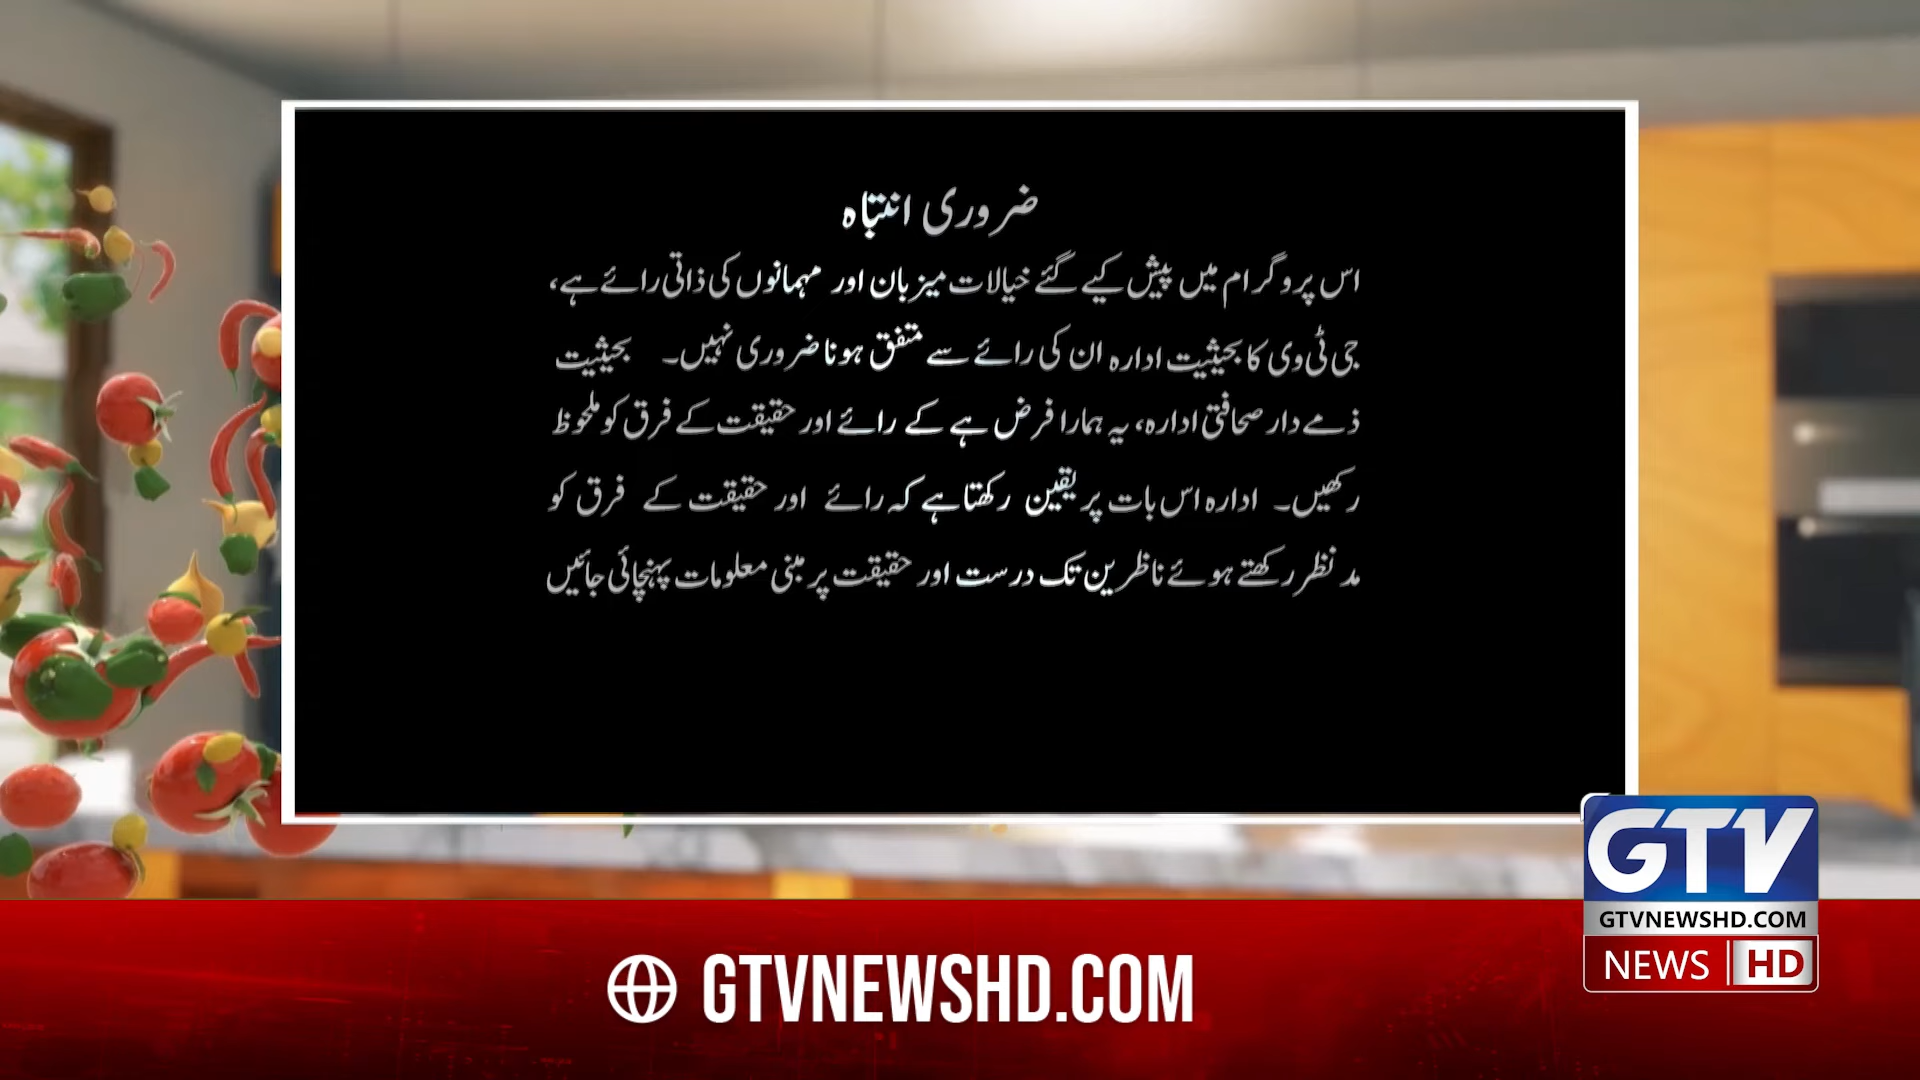 ضروری انتباہ
اس پروگرام میں پیش کیے گئے خیالات میزبان اور مہمانوں کی ذاتی رائے ہے،
جی ٹی وی کا بحیثیت ادارہ ان کی رائے سے متفق ہونا ضروری نہیں۔ بحیثیت
ذمے دار صحافتی ادارہ، یہ ہمارا فرض ہے کے رائے اور حقیقت کے فرق کو ملحوظ
رکھیں۔ ادارہ اس بات پر یقین رکھتا ہے کہ رائے اور حقیقت کے فرق کو
مد نظر رکھتے ہوئے ناظرین تک درست اور حقیقت پر مبنی معلومات پہنچائی جائیں
GTV
GTVNEWSHD.COM
NEWS HD
GTVNEWSHD.COM